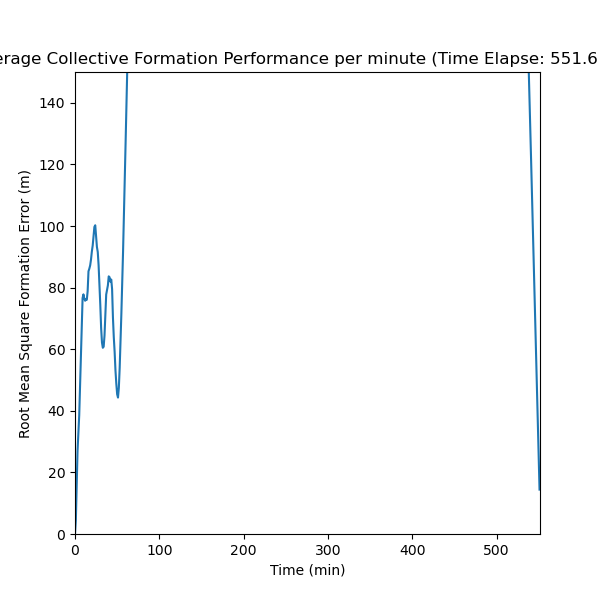 erage Collective Formation Performance per minute (Time Elapse: 551.6
140
120
100
80
60
40
20
0
Root Mean Square Formation Error (m)
0 100 200 300 400 500
Time (min)